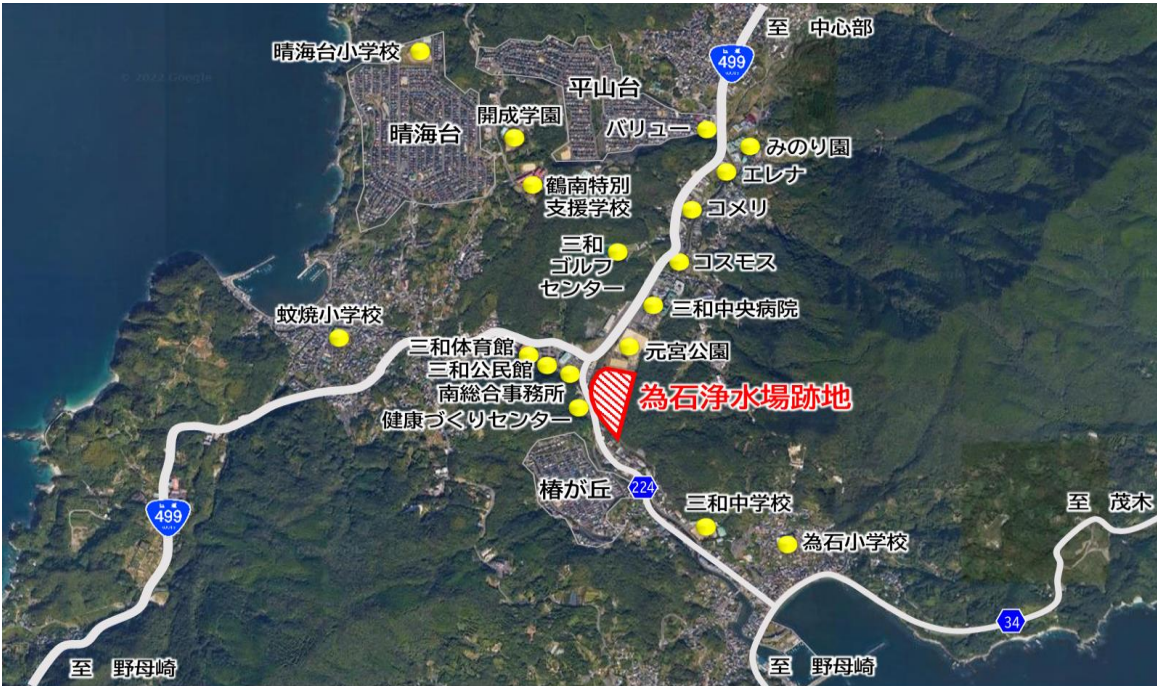 至 中心部
499
晴海台小学校
© 2022 Google
平山台
開成学園
バリュー
晴海台
みのり園
エレナ
鶴南特別
支援学校
コメリ
三和
ゴルフ
センター
コスモス
三和中央病院
蚊焼小学校
三和体育館
元宮公園
三和公民館
南総合事務所
為石浄水場跡地
健康づくりセンター
椿が丘
224
三和中学校
至 茂木
499
為石小学校
34
至 野母崎
至 野母崎